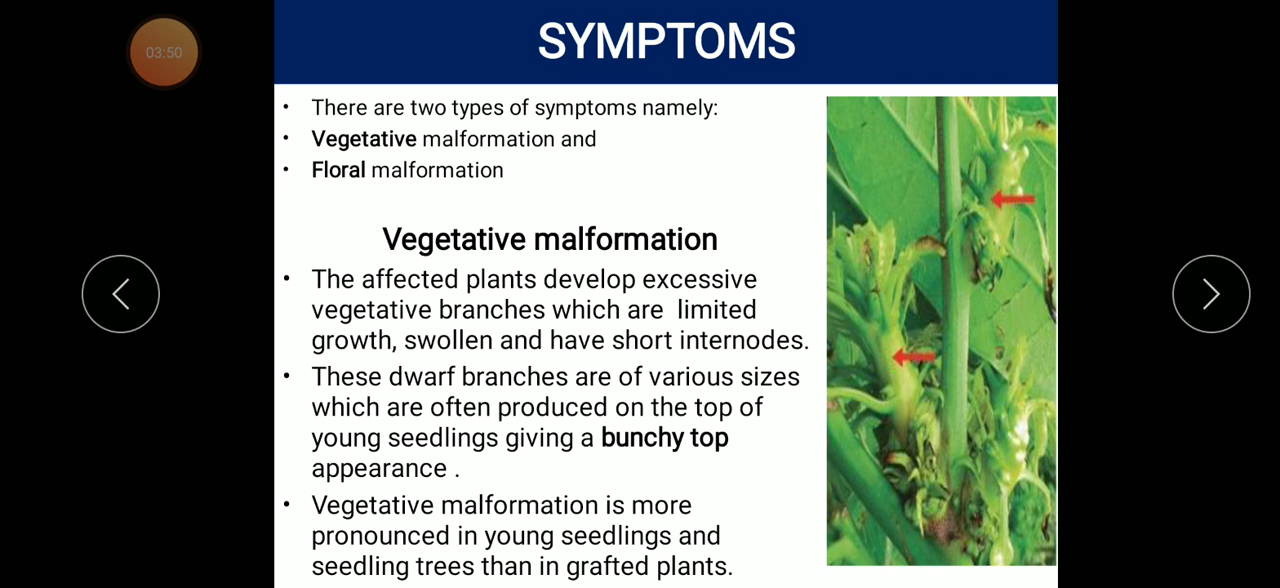 03:50
SYMPTOMS
• There are two types of symptoms namely:
• Vegetative malformation and
• Floral malformation
Vegetative malformation
• The affected plants develop excessive
vegetative branches which are limited
growth, swollen and have short internodes.
• These dwarf branches are of various sizes
which are often produced on the top of
young seedlings giving a bunchy top
appearance .
• Vegetative malformation is more
pronounced in young seedlings and
seedling trees than in grafted plants.